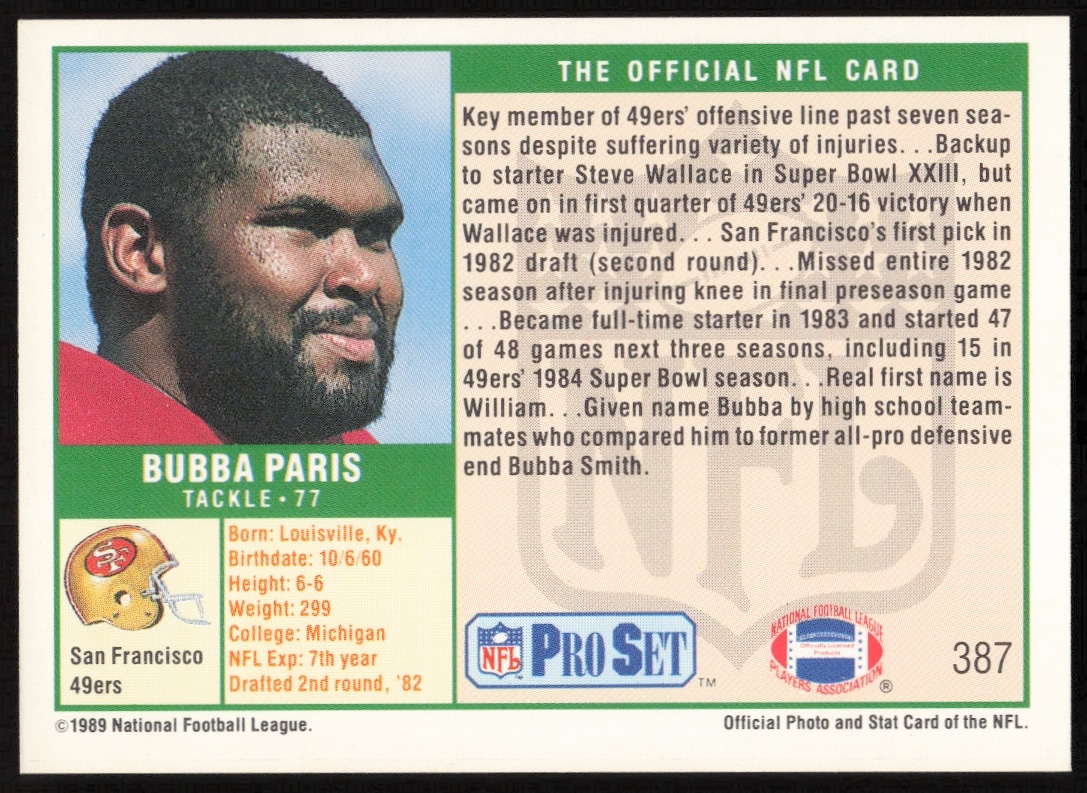 THE OFFICIAL NFL CARD
Key member of 49ers' offensive line past seven sea-
sons despite suffering variety of injuries. . .Backup
to starter Steve Wallace in Super Bowl XXIII, but
came on in first quarter of 49ers' 20-16 victory when
Wallace was injured. . . San Francisco's first pick in
1982 draft (second round). . .Missed entire 1982
season after injuring knee in final preseason game
. . .Became full-time starter in 1983 and started 47
of 48 games next three seasons, including 15 in
49ers' 1984 Super Bowl season. . .Real first name is
William. . .Given name Bubba by high school team-
mates who compared him to former all-pro defensive
end Bubba Smith.
NFL
BUBBA PARIS
TACKLE • 77
SF
San Francisco
49ers
Born: Louisville, Ky.
Birthdate: 10/6/60
Height: 6-6
Weight: 299
College: Michigan
NFL Exp: 7th year
Drafted 2nd round, '82
NFL PRO SET ™
NATIONAL FOOTBALL LEAGUE
Officially Licensed
Products
PLAYERS ASSOCIATION ®
387
©1989 National Football League.
Official Photo and Stat Card of the NFL.